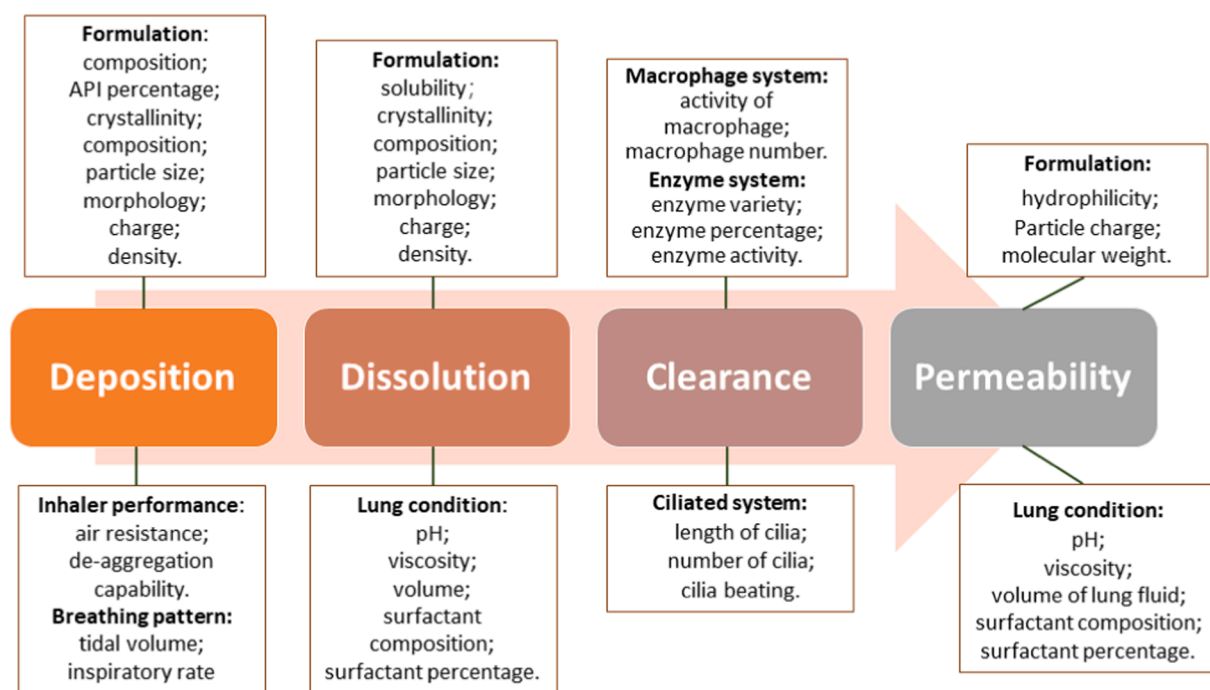 Formulation:
composition;
API percentage;
crystallinity;
composition;
particle size;
morphology;
charge;
density.
Formulation:
solubility;
crystallinity;
composition;
particle size;
morphology;
charge;
density.
Macrophage system:
activity of
macrophage;
macrophage number.
Enzyme system:
enzyme variety;
enzyme percentage;
enzyme activity.
Formulation:
hydrophilicity;
Particle charge;
molecular weight.
Deposition
Dissolution
Clearance
Permeability
Inhaler performance:
air resistance;
de-aggregation
capability.
Breathing pattern:
tidal volume;
inspiratory rate
Lung condition:
pH;
viscosity;
volume;
surfactant
composition;
surfactant percentage.
Ciliated system:
length of cilia;
number of cilia;
cilia beating.
Lung condition:
pH;
viscosity;
volume of lung fluid;
surfactant composition;
surfactant percentage.